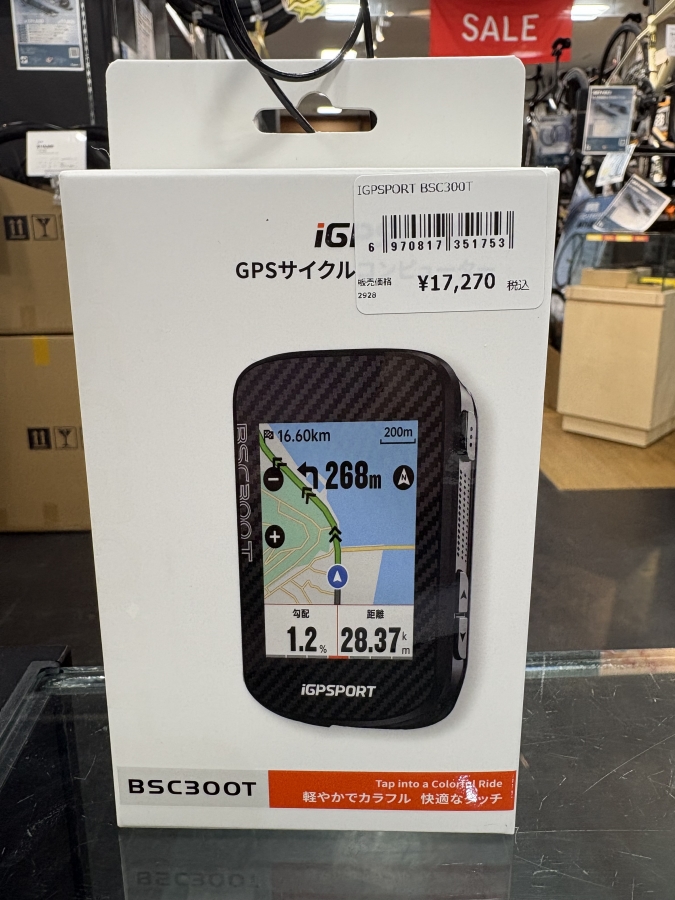 SALE
IGPSPORT BSC300T
6 970817 351753
販売価格
2920
¥17,270 税込
iGP
GPSサイクルコンピューター
BSC300T
16.60km
200m
268m
N
勾配
1.2%
距離
28.37km
iGPSPORT
BSC300T
Tap into a Colorful Ride
軽やかでカラフル 快適なタッチ